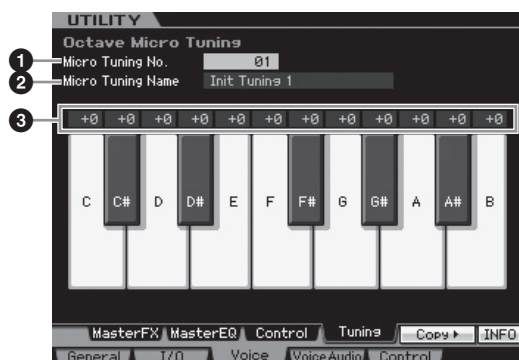 UTILITY
Octave Micro Tuning
1 Micro Tuning No. 01
2 Micro Tuning Name Init Tuning 1
3 +0 +0 +0 +0 +0 +0 +0 +0 +0 +0 +0 +0
C C# D D# E F F# G G# A A# B
MasterFX MasterEQ Control Tuning Copy INFO
General I/O Voice VoiceAudio Control